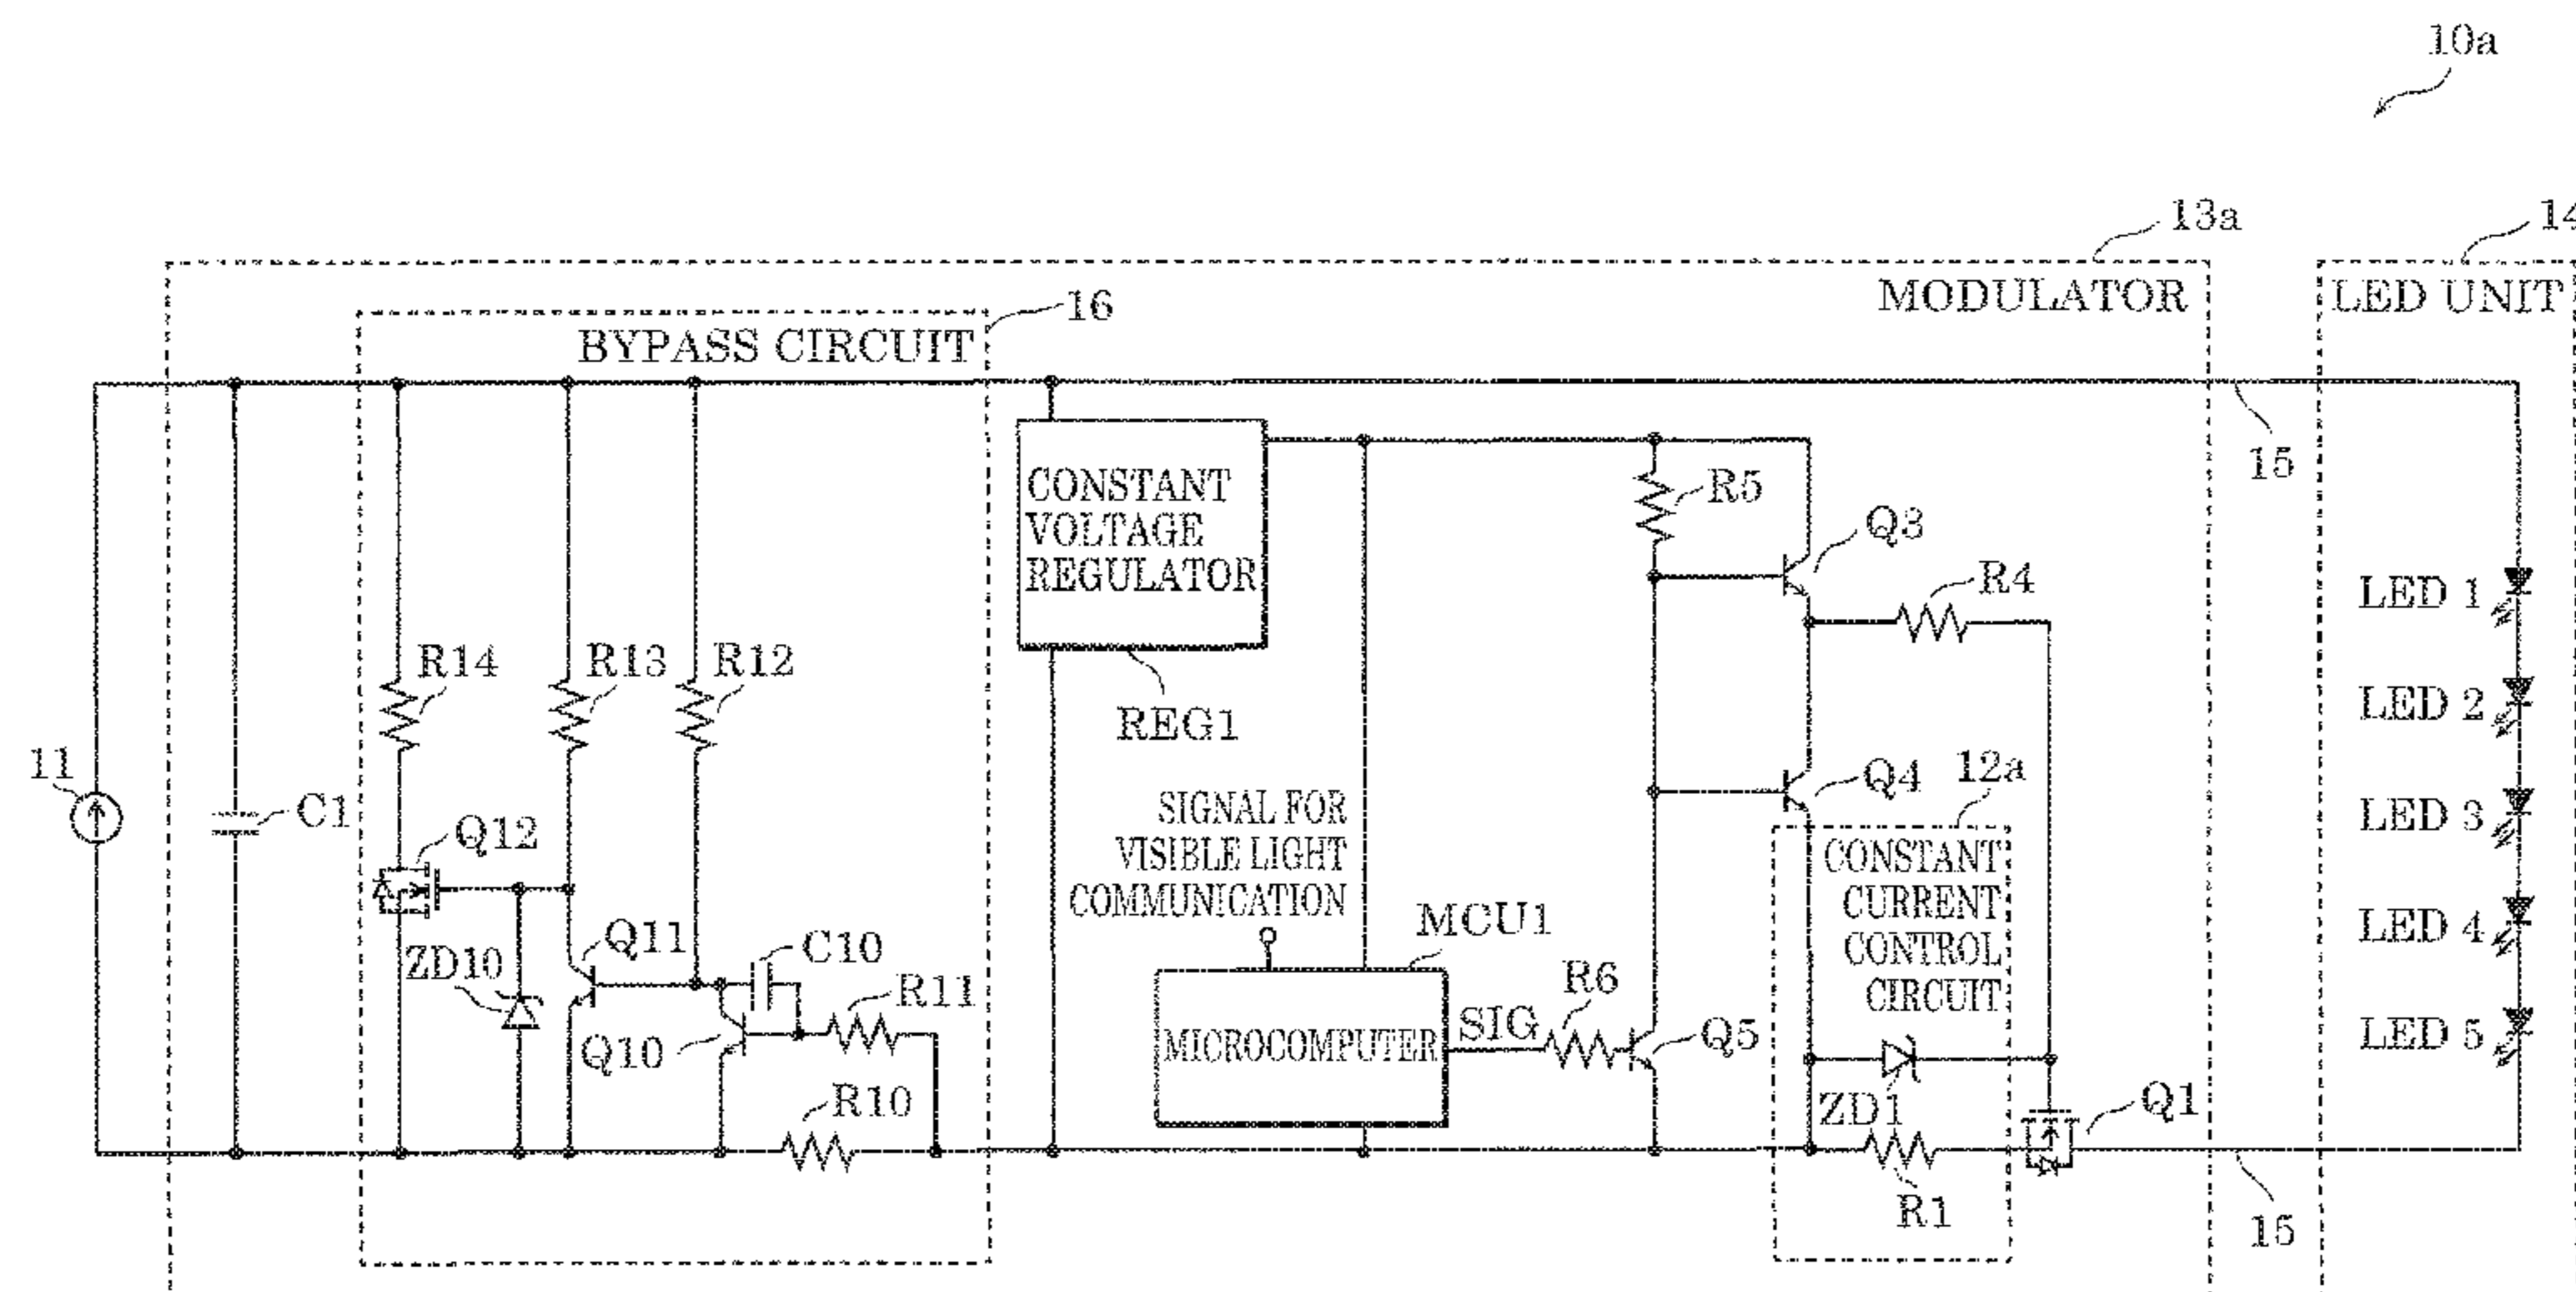 10a
13a
14
MODULATOR
LED UNIT
16
BYPASS CIRCUIT
15
CONSTANT
VOLTAGE
REGULATOR
R5
Q3
R4
LED 1
R14
R13
R12
REG1
LED 2
11
C1
Q12
SIGNAL FOR
VISIBLE LIGHT
COMMUNICATION
Q4
12a
LED 3
CONSTANT
CURRENT
CONTROL
CIRCUIT
ZD10
Q11
C10
MCU1
LED 4
R11
R6
Q10
MICROCOMPUTER
SIG
Q5
LED 5
R10
ZD1
Q1
R1
15